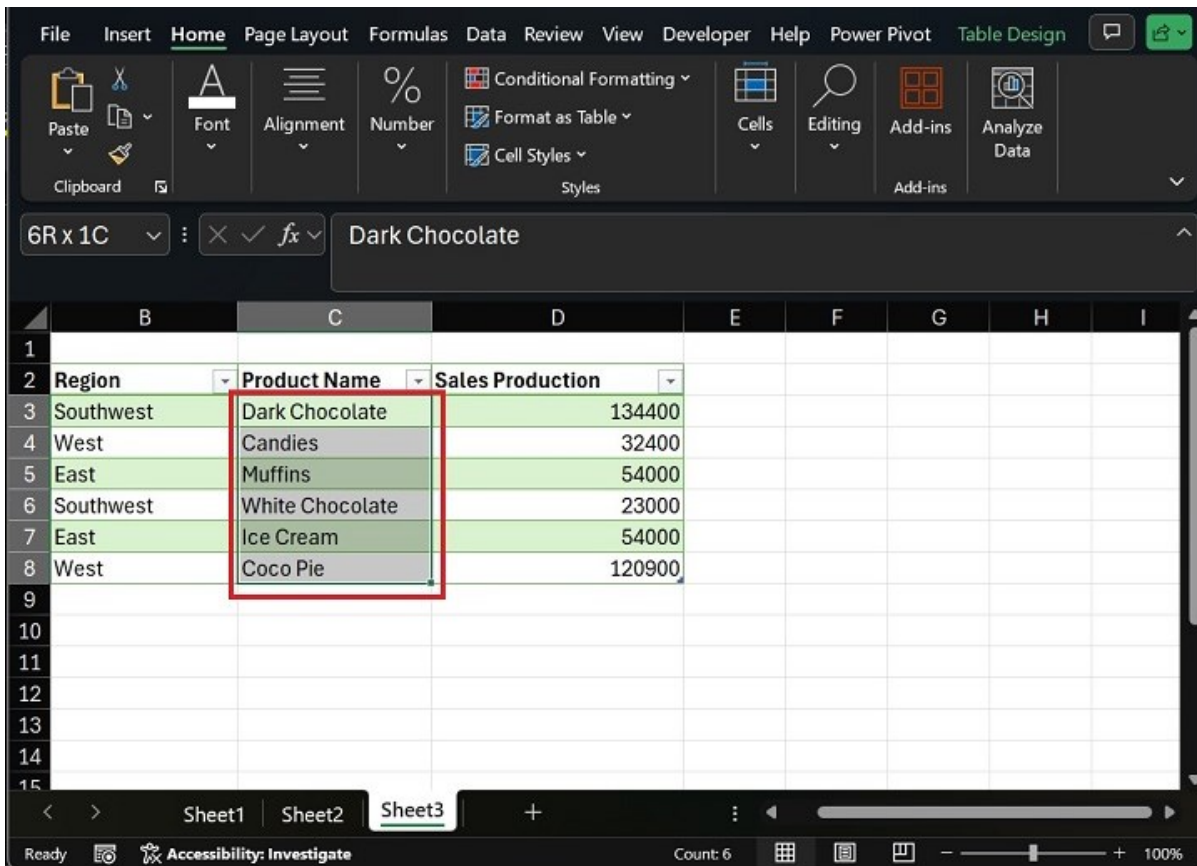 File Insert Home Page Layout Formulas Data Review View Developer Help Power Pivot Table Design
Paste
Font
Alignment
% Number
Conditional Formatting
Format as Table
Cell Styles
Cells
Editing
Add-ins
Analyze
Data
Clipboard
Styles
Add-ins
6R x 1C fx Dark Chocolate
B C D E F G H I
1
2 Region Product Name Sales Production
3 Southwest Dark Chocolate 134400
4 West Candies 32400
5 East Muffins 54000
6 Southwest White Chocolate 23000
7 East Ice Cream 54000
8 West Coco Pie 120900
9
10
11
12
13
14
15
Sheet1 Sheet2 Sheet3 +
Ready Accessibility: Investigate Count: 6 - + 100%